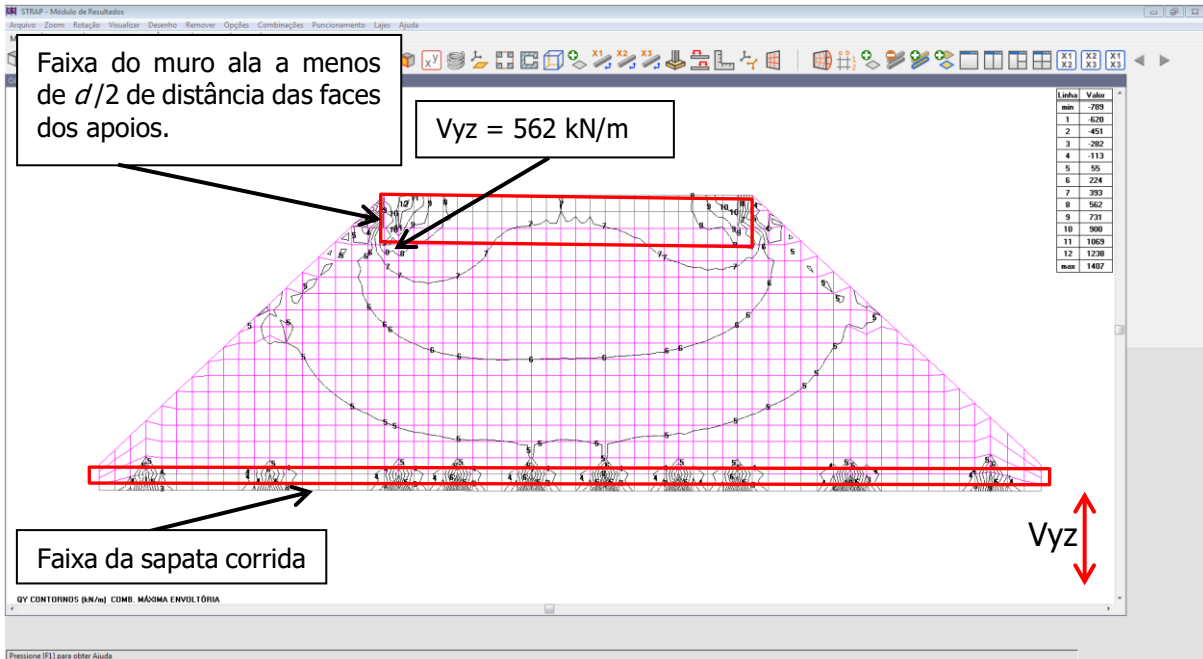 STRAP - Módulo de Resultados
Arquivo Zoom Rotação Visualizar Desenho Remover Opções Combinações Puncionamento Lajes Ajuda
Faixa do muro ala a menos
de d/2 de distância das faces
dos apoios.
Vyz = 562 kN/m
Linha Valor
min -789
1 -620
2 -451
3 -282
4 -113
5 55
6 224
7 393
8 562
9 731
10 900
11 1069
12 1238
max 1407
Faixa da sapata corrida
Vyz
QY CONTORNOS (kN/m) COMB. MÁXIMA ENVOLTÓRIA
Pressione [F1] para obter Ajuda